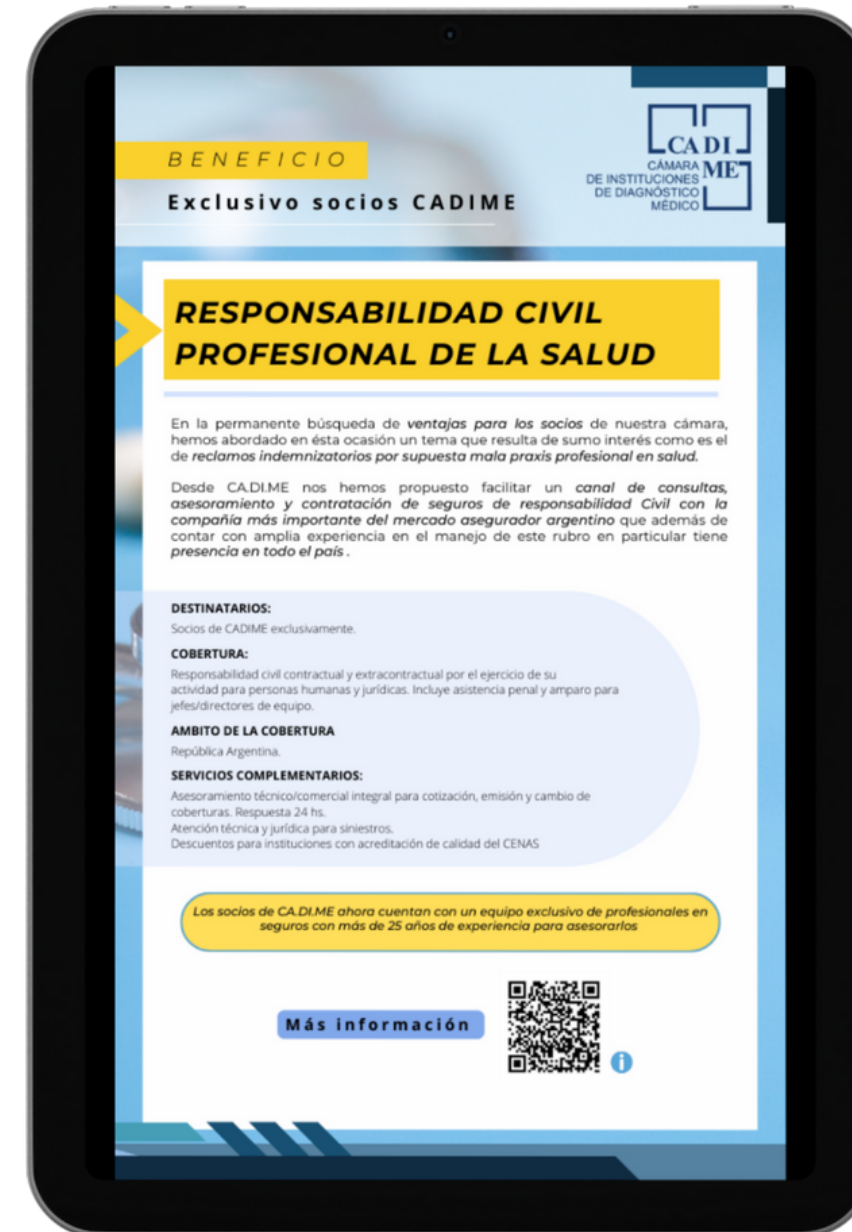 BENEFICIO
Exclusivo socios CADIME
CA DI
ME
CÁMARA
DE INSTITUCIONES
DE DIAGNÓSTICO
MÉDICO
RESPONSABILIDAD CIVIL
PROFESIONAL DE LA SALUD
En la permanente búsqueda de ventajas para los socios de nuestra cámara,
hemos abordado en ésta ocasión un tema que resulta de sumo interés como es el
de reclamos indemnizatorios por supuesta mala praxis profesional en salud.
Desde CA.DI.ME nos hemos propuesto facilitar un canal de consultas,
asesoramiento y contratación de seguros de responsabilidad Civil con la
compañía más importante del mercado asegurador argentino que además de
contar con amplia experiencia en el manejo de este rubro en particular tiene
presencia en todo el país .
DESTINATARIOS:
Socios de CADIME exclusivamente.
COBERTURA:
Responsabilidad civil contractual y extracontractual por el ejercicio de su
actividad para personas humanas y jurídicas. Incluye asistencia penal y amparo para
jefes/directores de equipo.
AMBITO DE LA COBERTURA
República Argentina.
SERVICIOS COMPLEMENTARIOS:
Asesoramiento técnico/comercial integral para cotización, emisión y cambio de
coberturas. Respuesta 24 hs.
Atención técnica y jurídica para siniestros.
Descuentos para instituciones con acreditación de calidad del CENAS
Los socios de CA.DI.ME ahora cuentan con un equipo exclusivo de profesionales en
seguros con más de 25 años de experiencia para asesorarlos
Más información
i